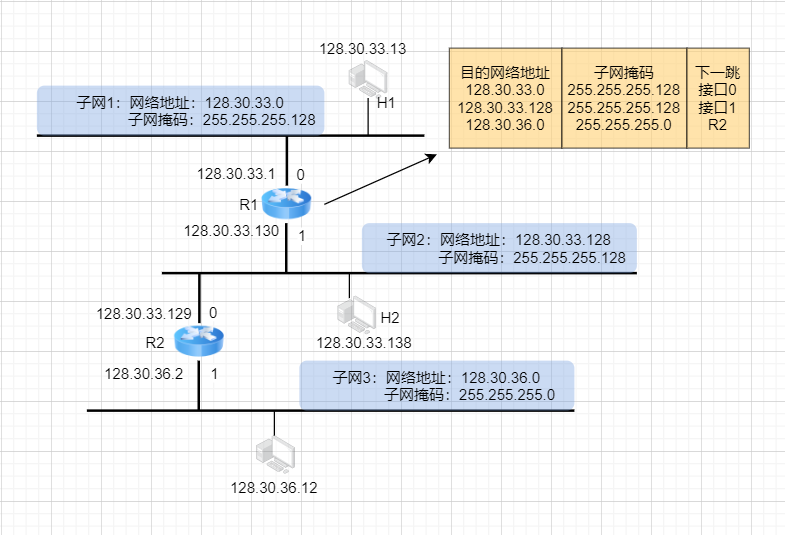 128.30.33.13
H1
目的网络地址 子网掩码 下一跳
128.30.33.0 255.255.255.128 接口0
128.30.33.128 255.255.255.128 接口1
128.30.36.0 255.255.255.0 R2
子网1：网络地址：128.30.33.0
子网掩码：255.255.255.128
128.30.33.1 0
R1
128.30.33.130 1
子网2：网络地址：128.30.33.128
子网掩码：255.255.255.128
128.30.33.129 0
H2
R2
128.30.33.138
128.30.36.2 1
子网3：网络地址：128.30.36.0
子网掩码：255.255.255.0
128.30.36.12